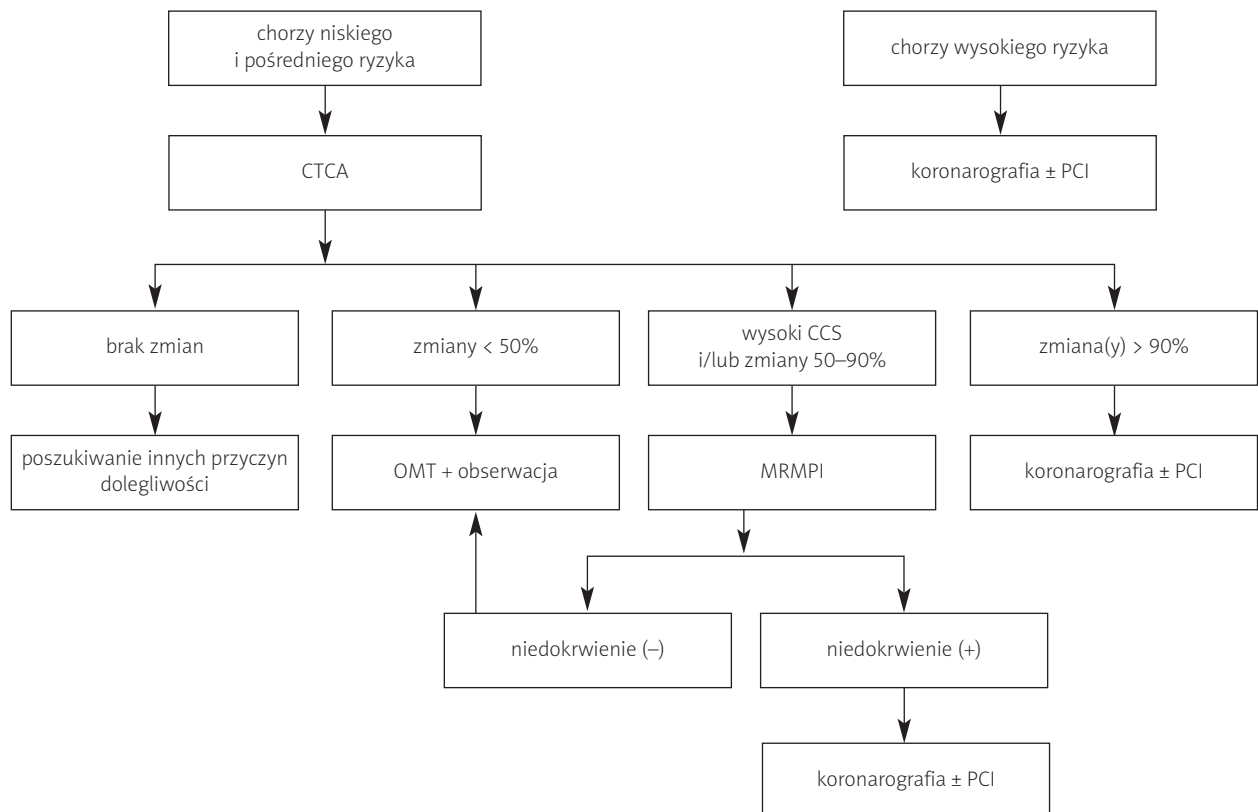 chorzy niskiego
i pośredniego ryzyka
chorzy wysokiego ryzyka
CTCA
koronarografia ± PCI
brak zmian
zmiany < 50%
wysoki CCS
i/lub zmiany 50–90%
zmiana(y) > 90%
poszukiwanie innych przyczyn
dolegliwości
OMT + obserwacja
MRMPI
koronarografia ± PCI
niedokrwienie (–)
niedokrwienie (+)
koronarografia ± PCI